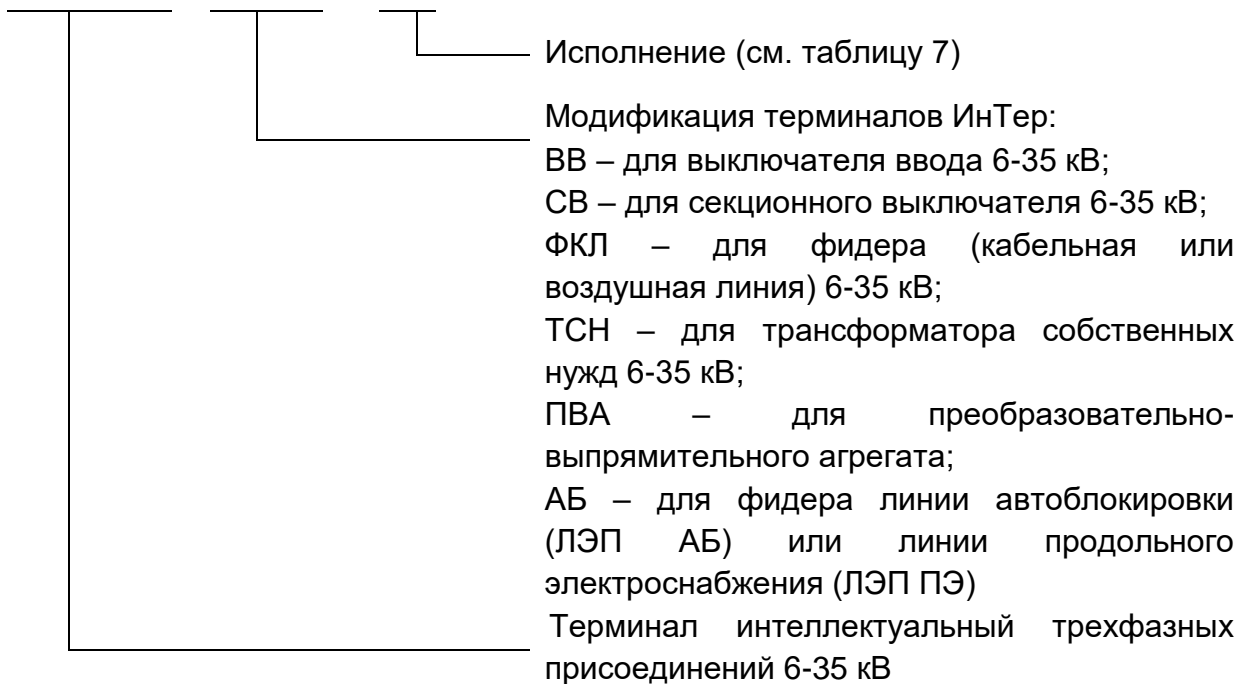 Исполнение (см. таблицу 7)
Модификация терминалов ИнТер:
ВВ – для выключателя ввода 6-35 кВ;
СВ – для секционного выключателя 6-35 кВ;
ФКЛ – для фидера (кабельная или
воздушная линия) 6-35 кВ;
ТСН – для трансформатора собственных
нужд 6-35 кВ;
ПВА – для преобразовательно-
выпрямительного агрегата;
АБ – для фидера линии автоблокировки
(ЛЭП АБ) или линии продольного
электроснабжения (ЛЭП ПЭ)
Терминал интеллектуальный трехфазных
присоединений 6-35 кВ